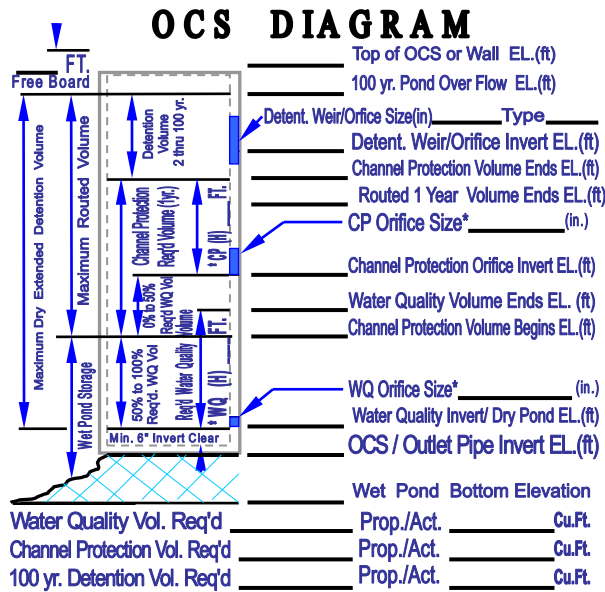 OCS DIAGRAM
FT.
Free Board
Top of OCS or Wall EL.(ft)
100 yr. Pond Over Flow EL.(ft)
Detent. Weir/Orfice Size(in) Type
Detent. Weir/Orifice Invert EL.(ft)
Channel Protection Volume Ends EL.(ft)
Routed 1 Year Volume Ends EL.(ft)
CP Orifice Size* (in.)
Channel Protection Orifice Invert EL.(ft)
Water Quality Volume Ends EL. (ft)
Channel Protection Volume Begins EL.(ft)
WQ Orifice Size* (in.)
Water Quality Invert/ Dry Pond EL.(ft)
OCS / Outlet Pipe Invert EL.(ft)
Wet Pond Bottom Elevation
Maximum Dry Extended Detention Volume
Maximum Routed Volume
Wet Pond Storage
Detention
Volume
2 thru 100 yr.
Channel Protection
Req'd Volume (1yr.)
*CP (H) ____ FT.
0% to 50%
Req'd WQ Vol
50% to 100%
Req'd. WQ Vol
Req'd Water Quality Volume
*WQ (H) ____ FT.
Min. 6" Invert Clear
Water Quality Vol. Req'd Prop./Act. Cu.Ft.
Channel Protection Vol. Req'd Prop./Act. Cu.Ft.
100 yr. Detention Vol. Req'd Prop./Act. Cu.Ft.